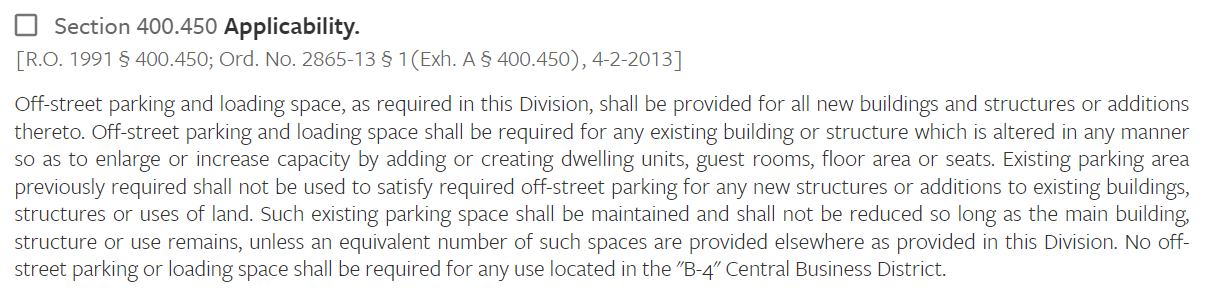 Section 400.450 Applicability.
[R.O. 1991 § 400.450; Ord. No. 2865-13 § 1 (Exh. A § 400.450), 4-2-2013]
Off-street parking and loading space, as required in this Division, shall be provided for all new buildings and structures or additions
thereto. Off-street parking and loading space shall be required for any existing building or structure which is altered in any manner
so as to enlarge or increase capacity by adding or creating dwelling units, guest rooms, floor area or seats. Existing parking area
previously required shall not be used to satisfy required off-street parking for any new structures or additions to existing buildings,
structures or uses of land. Such existing parking space shall be maintained and shall not be reduced so long as the main building,
structure or use remains, unless an equivalent number of such spaces are provided elsewhere as provided in this Division. No off-
street parking or loading space shall be required for any use located in the "B-4" Central Business District.